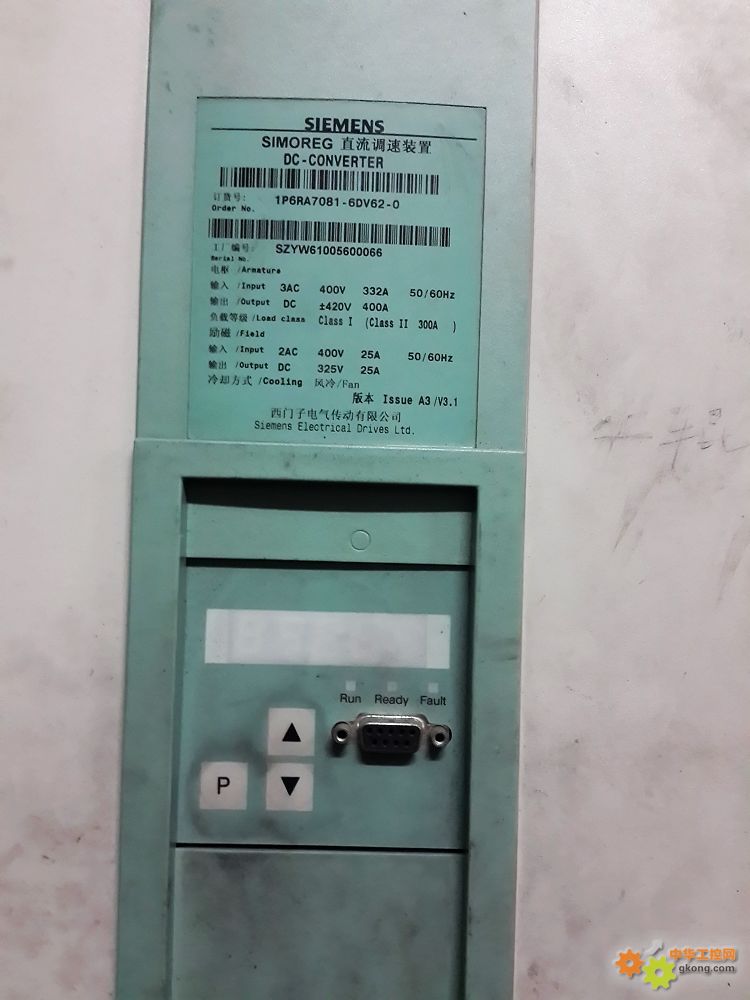 SIEMENS
SIMOREG 直流调速装置
DC-CONVERTER
订货号: 1P6RA7081-6DV62-0
Order No.
工厂编号: SZYW61005600066
Serial No.
电枢 /Armature
输入 /Input 3AC 400V 332A 50/60Hz
输出 /Output DC ±420V 400A
负载等级 /Load class Class I (Class II 300A )
励磁 /Field
输入 /Input 2AC 400V 25A 50/60Hz
输出 /Output DC 325V 25A
冷却方式 /Cooling 风冷/Fan
版本 Issue A3 /V3.1
西门子电气传动有限公司
Siemens Electrical Drives Ltd.
Run Ready Fault
P
中华工控网
gkong.com